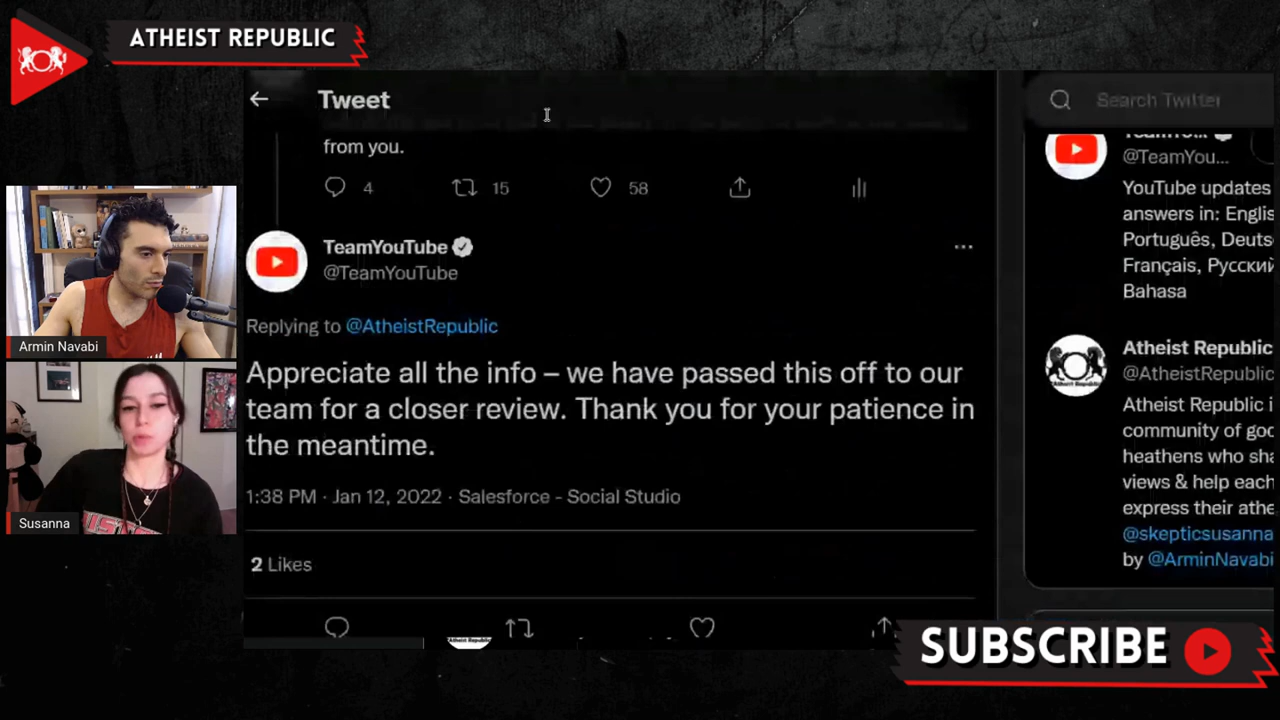 ATHEIST REPUBLIC
Tweet
Search Twitter
from you.
4
15
58
TeamYouTube
@TeamYouTube
Replying to @AtheistRepublic
Appreciate all the info – we have passed this off to our
team for a closer review. Thank you for your patience in
the meantime.
1:38 PM · Jan 12, 2022 · Salesforce - Social Studio
2 Likes
@TeamYou...
YouTube updates
answers in: Englis
Português, Deuts
Français, Русский
Bahasa
Atheist Republic
@AtheistRepublic
Atheist Republic i
community of goo
heathens who sha
views & help each
express their athe
@skepticsusanna
by @ArminNavabi
Armin Navabi
Susanna
SUBSCRIBE